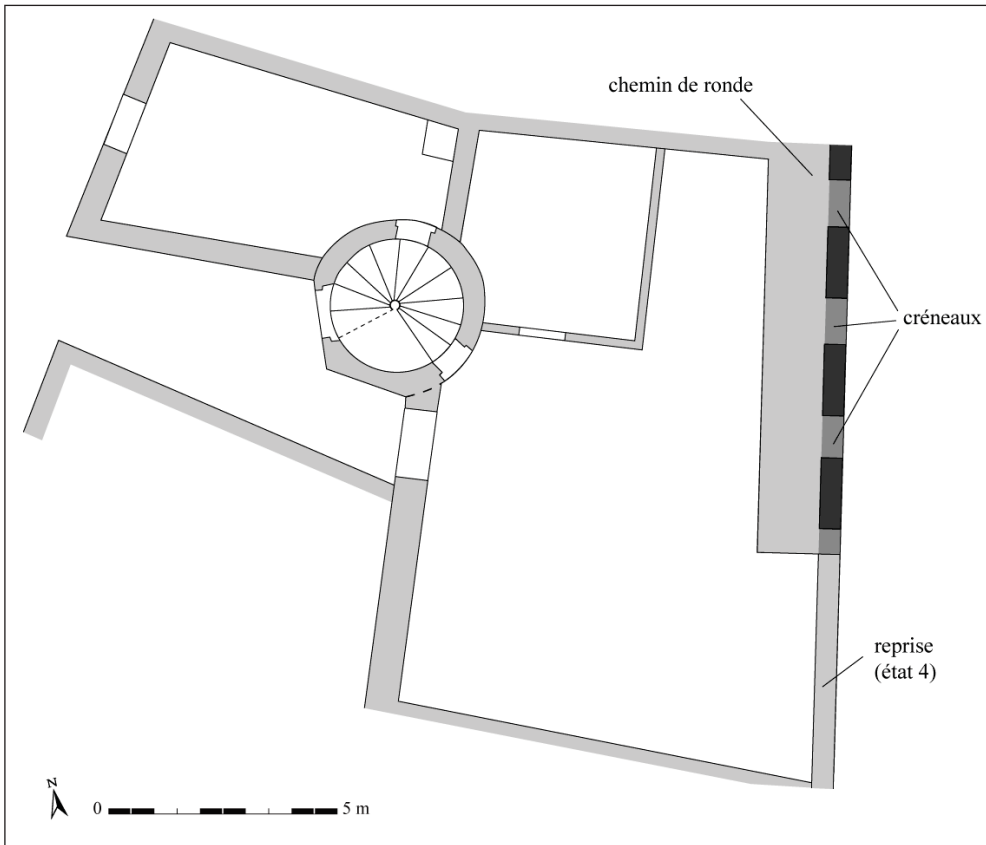 chemin de ronde
créneaux
reprise
(état 4)
N
0 5 m